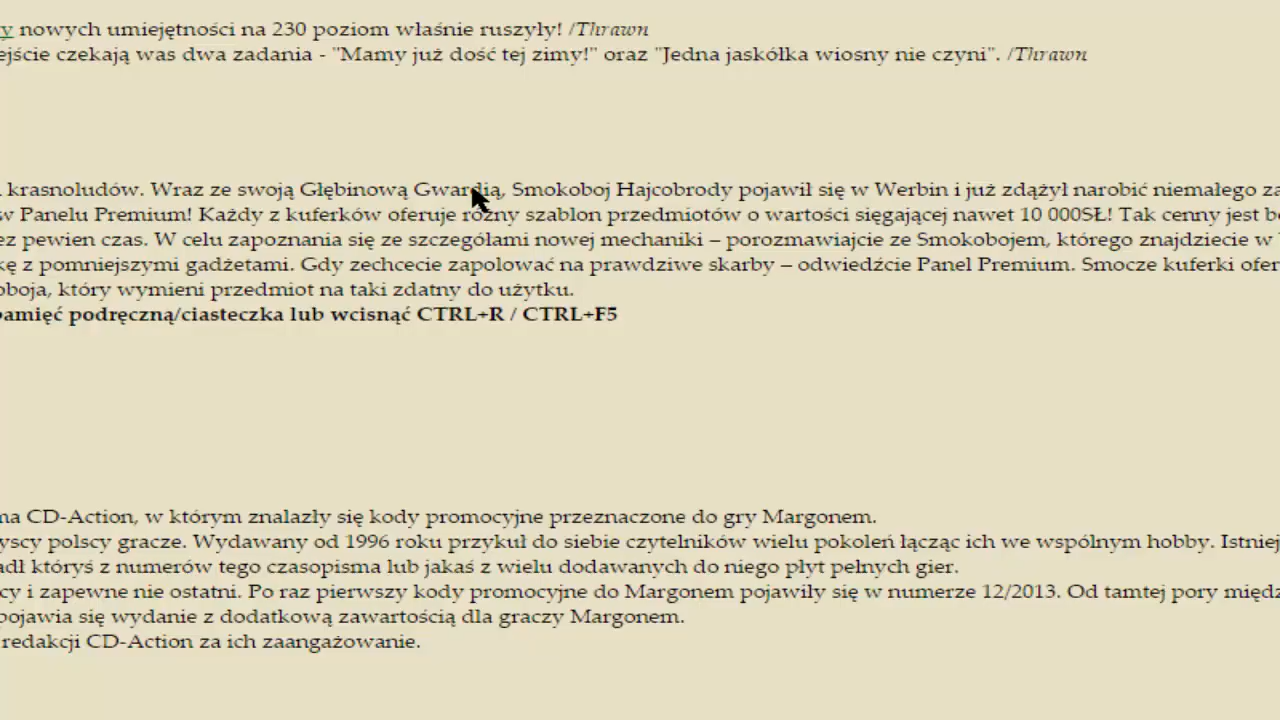 y nowych umiejętności na 230 poziom właśnie ruszyły! /Thrawn
ejście czekają was dwa zadania - "Mamy już dość tej zimy!" oraz "Jedna jaskółka wiosny nie czyni". /Thrawn
krasnoludów. Wraz ze swoją Głębinową Gwardią, Smokoboj Hajcobrody pojawił się w Werbin i już zdążył narobić niemałego za
w Panelu Premium! Każdy z kuferków oferuje różny szablon przedmiotów o wartości sięgającej nawet 10 000SŁ! Tak cenny jest b
ez pewien czas. W celu zapoznania się ze szczegółami nowej mechaniki – porozmawiajcie ze Smokobojem, którego znajdziecie w
kę z pomniejszymi gadżetami. Gdy zechcecie zapolować na prawdziwe skarby – odwiedźcie Panel Premium. Smocze kuferki ofer
oboja, który wymieni przedmiot na taki zdatny do użytku.
pamięć podręczną/ciasteczka lub wcisnąć CTRL+R / CTRL+F5
ma CD-Action, w którym znalazły się kody promocyjne przeznaczone do gry Margonem.
yscy polscy gracze. Wydawany od 1996 roku przykuł do siebie czytelników wielu pokoleń łącząc ich we wspólnym hobby. Istniej
adł któryś z numerów tego czasopisma lub jakaś z wielu dodawanych do niego płyt pełnych gier.
cy i zapewne nie ostatni. Po raz pierwszy kody promocyjne do Margonem pojawiły się w numerze 12/2013. Od tamtej pory międz
pojawia się wydanie z dodatkową zawartością dla graczy Margonem.
redakcji CD-Action za ich zaangażowanie.